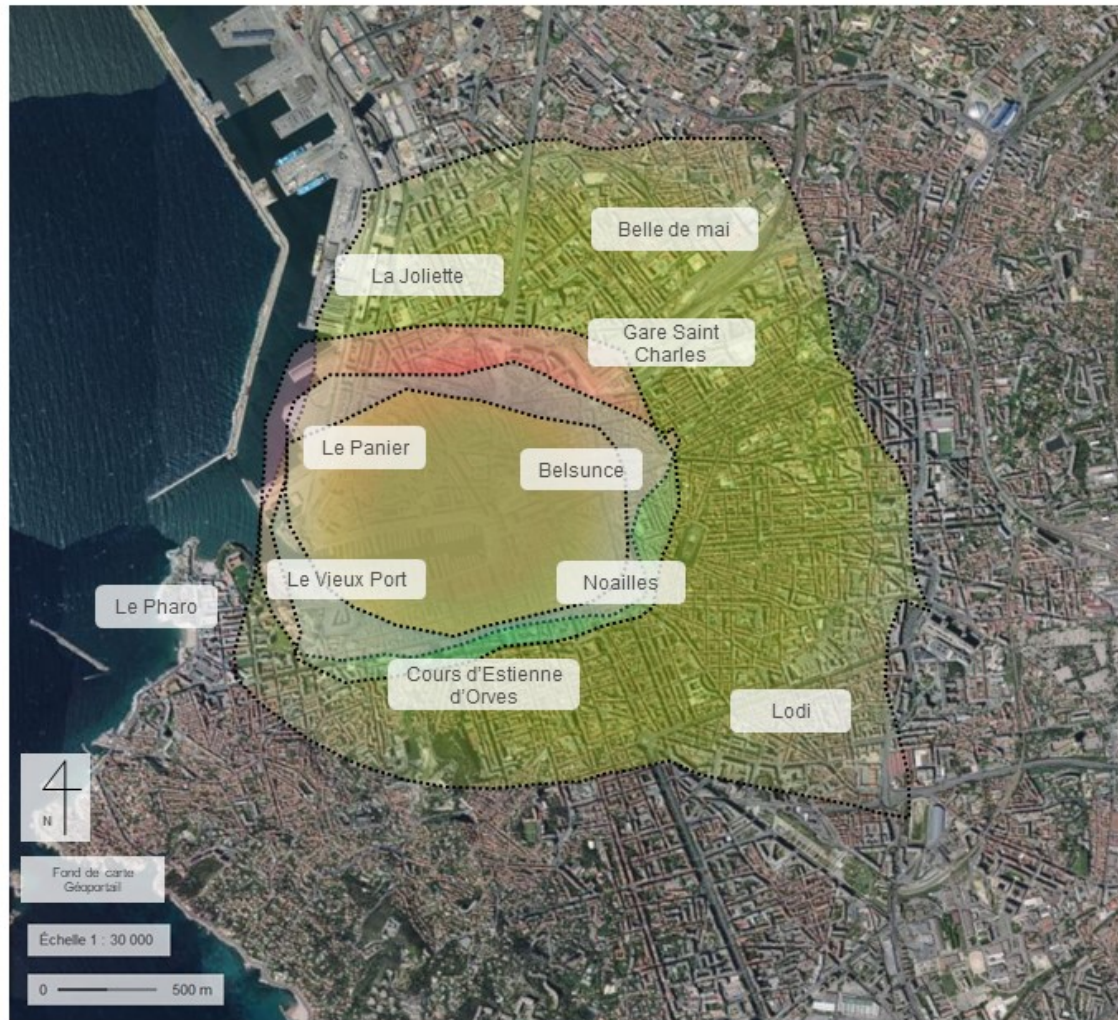 Belle de mai
La Joliette
Gare Saint
Charles
Le Panier
Belsunce
Le Vieux Port
Noailles
Le Pharo
Cours d'Estienne
d'Orves
Lodi
N
Fond de carte
Géoportail
Échelle 1 : 30 000
0 500 m